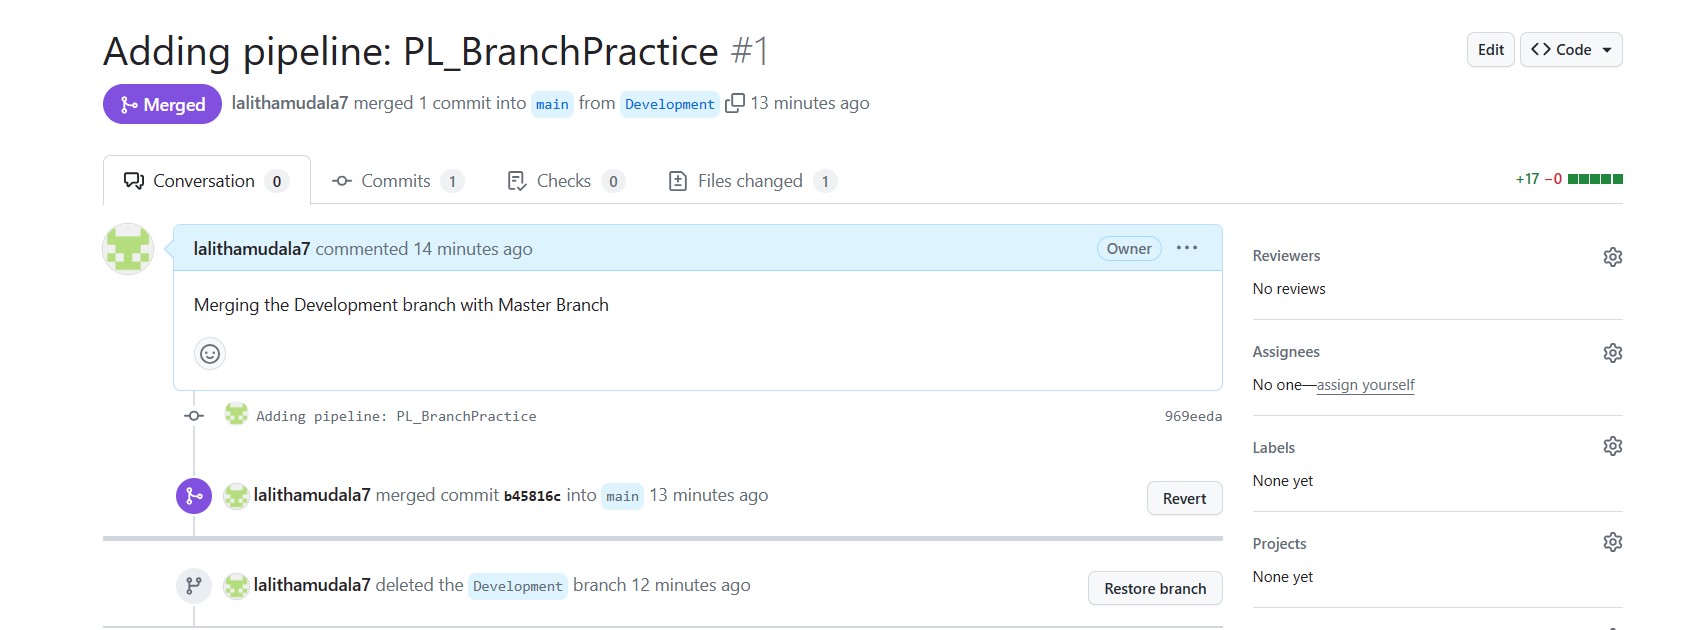 Adding pipeline: PL_BranchPractice #1
Edit
Code
Merged
lalithamudala7 merged 1 commit into main from Development 13 minutes ago
Conversation 0
Commits 1
Checks 0
Files changed 1
+17 −0
lalithamudala7 commented 14 minutes ago
Owner
Merging the Development branch with Master Branch
Adding pipeline: PL_BranchPractice
969eeda
lalithamudala7 merged commit b45816c into main 13 minutes ago
Revert
lalithamudala7 deleted the Development branch 12 minutes ago
Restore branch
Reviewers
No reviews
Assignees
No one—assign yourself
Labels
None yet
Projects
None yet